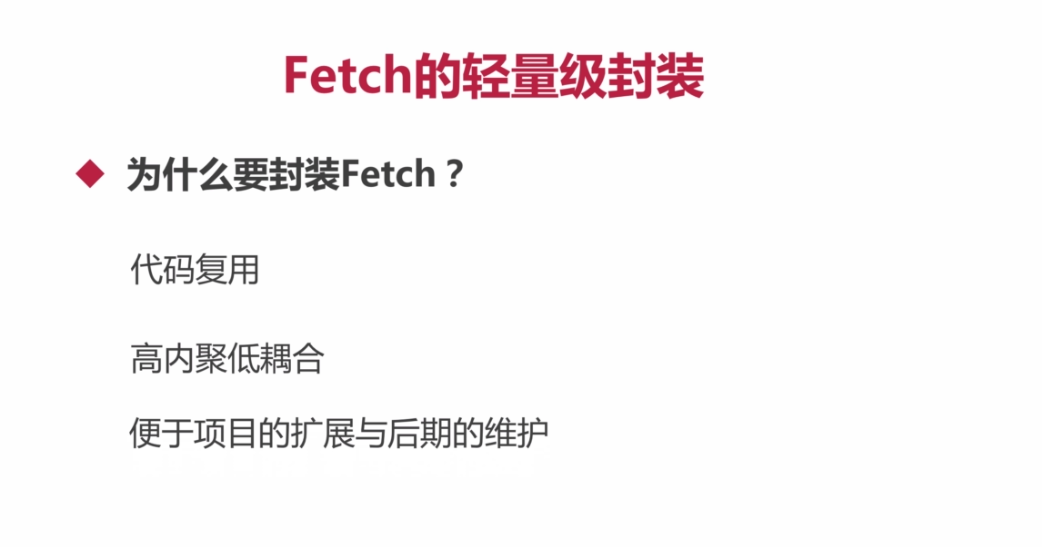 Fetch的轻量级封装
为什么要封装Fetch？
代码复用
高内聚低耦合
便于项目的扩展与后期的维护